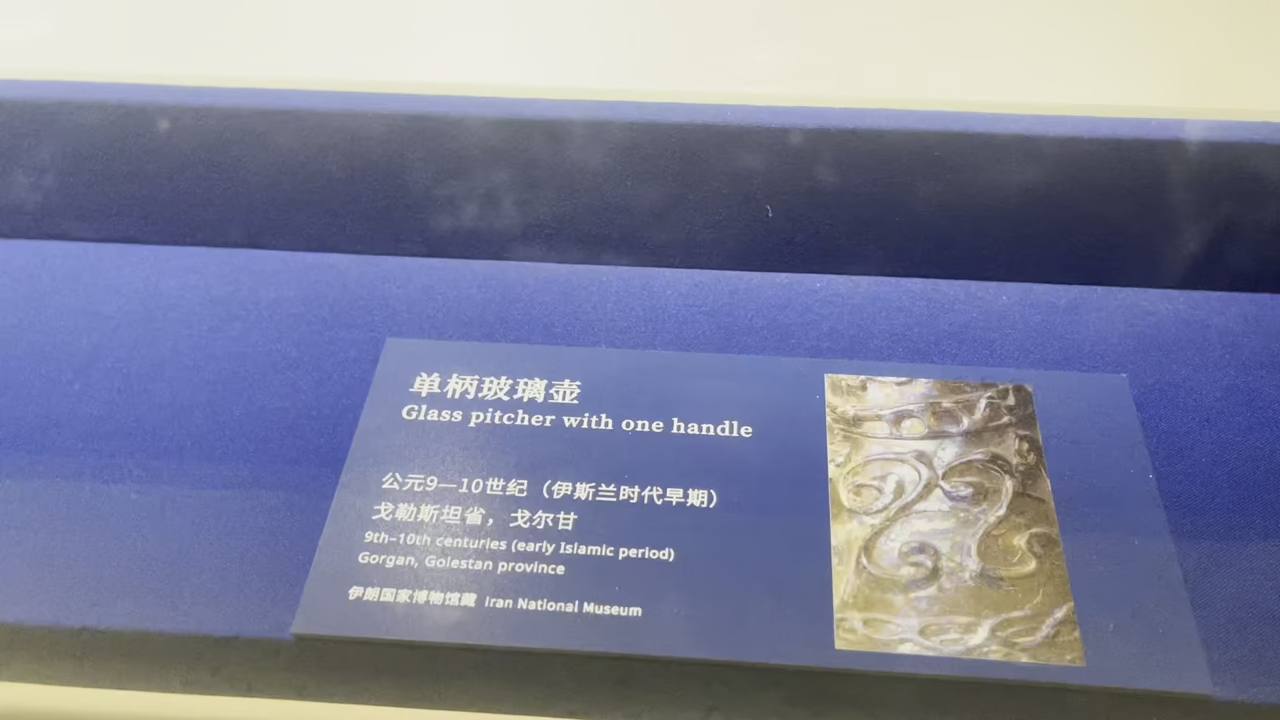 单柄玻璃壶
Glass pitcher with one handle
公元9—10世纪（伊斯兰时代早期）
戈勒斯坦省，戈尔甘
9th–10th centuries (early Islamic period)
Gorgan, Golestan province
伊朗国家博物馆藏 Iran National Museum